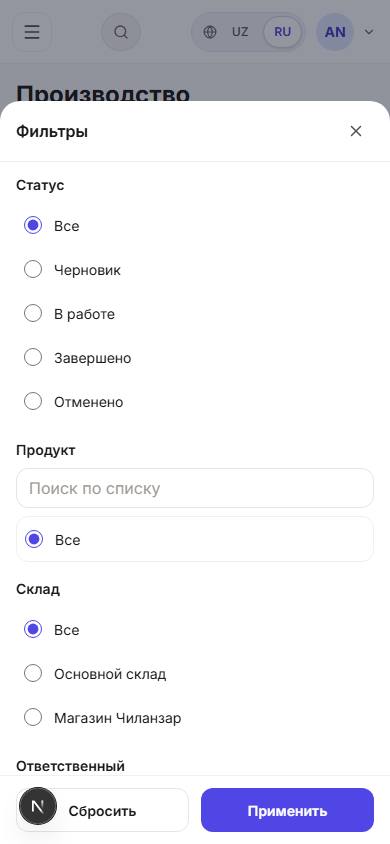 UZ
RU
AN
Производство
Фильтры
Статус
Все
Черновик
В работе
Завершено
Отменено
Продукт
Поиск по списку
Все
Склад
Все
Основной склад
Магазин Чиланзар
Ответственный
N
Сбросить
Применить